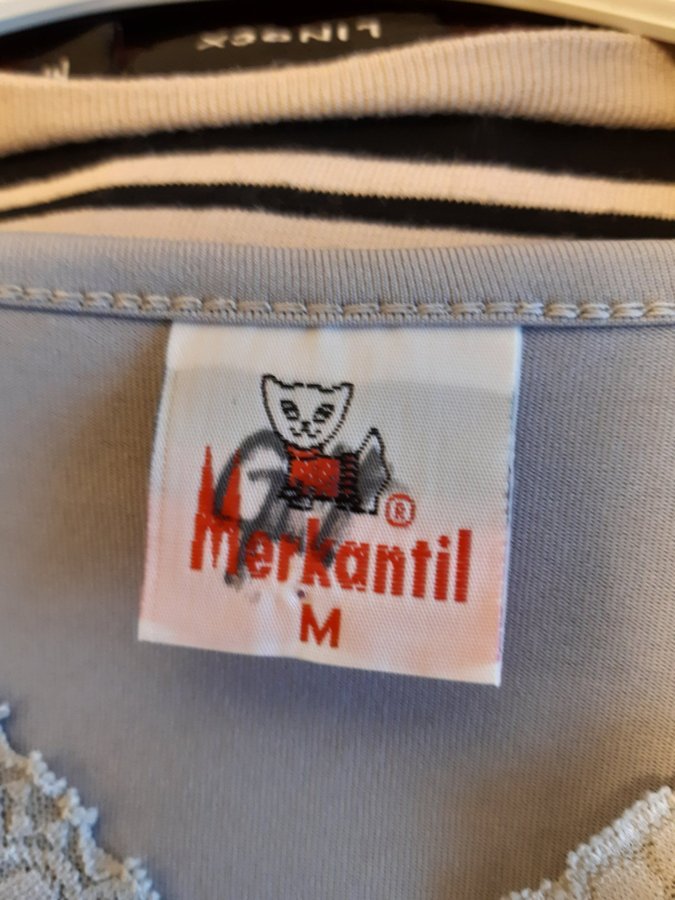 LINDEX
Merkantil
®
M